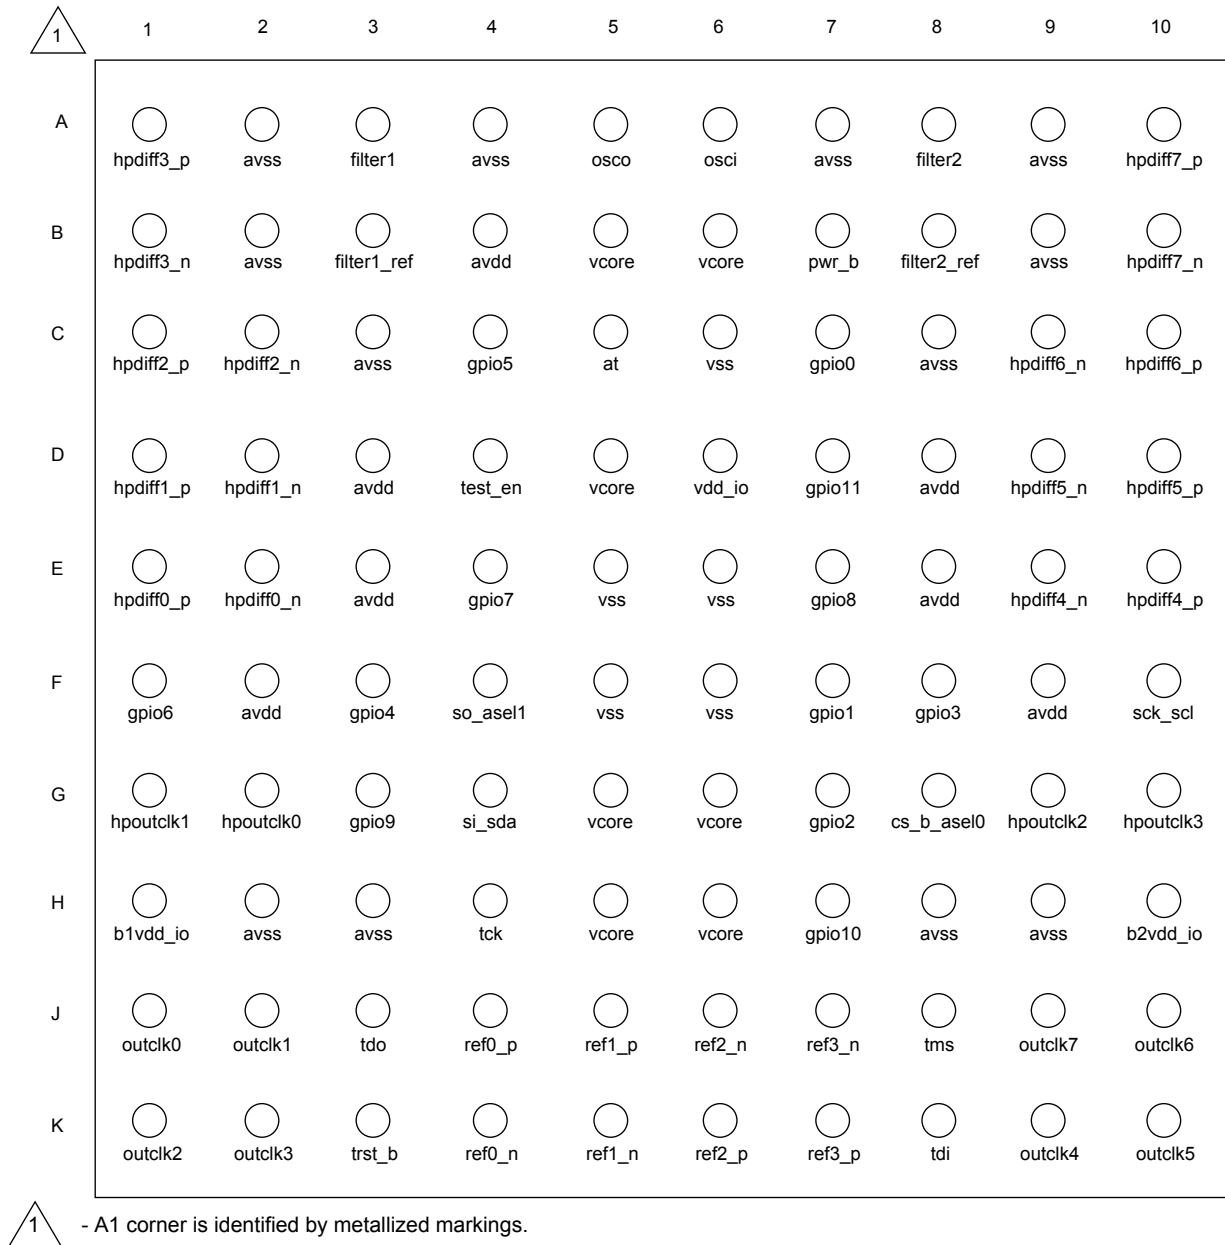 1 1 2 3 4 5 6 7 8 9 10
A
hpdiff3_p avss filter1 avss osco osci avss filter2 avss hpdiff7_p
B
hpdiff3_n avss filter1_ref avdd vcore vcore pwr_b filter2_ref avss hpdiff7_n
C
hpdiff2_p hpdiff2_n avss gpio5 at vss gpio0 avss hpdiff6_n hpdiff6_p
D
hpdiff1_p hpdiff1_n avdd test_en vcore vdd_io gpio11 avdd hpdiff5_n hpdiff5_p
E
hpdiff0_p hpdiff0_n avdd gpio7 vss vss gpio8 avdd hpdiff4_n hpdiff4_p
F
gpio6 avdd gpio4 so_asel1 vss vss gpio1 gpio3 avdd sck_scl
G
hpoutclk1 hpoutclk0 gpio9 si_sda vcore vcore gpio2 cs_b_asel0 hpoutclk2 hpoutclk3
H
b1vdd_io avss avss tck vcore vcore gpio10 avss avss b2vdd_io
J
outclk0 outclk1 tdo ref0_p ref1_p ref2_n ref3_n tms outclk7 outclk6
K
outclk2 outclk3 trst_b ref0_n ref1_n ref2_p ref3_p tdi outclk4 outclk5
1 - A1 corner is identified by metallized markings.